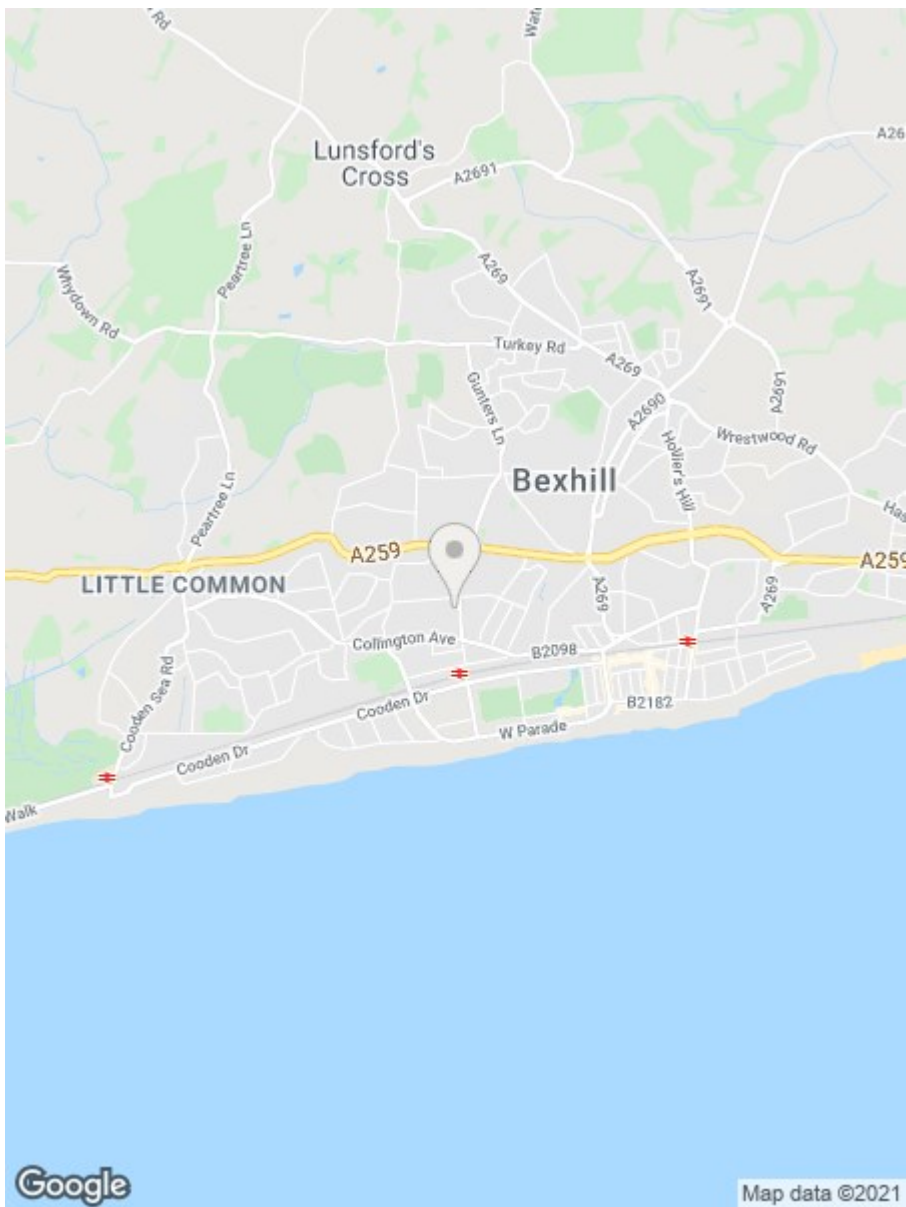 Rd
Wat
A26
Lunsford's
Cross
A2691
Peartree Ln
Whydown Rd
A269
A2691
Turkey Rd
A269
A2691
Gunters Ln
A2690
Hollier's Hill
Wrestwood Rd
Bexhill
Peartree Ln
Has
A259
A259
LITTLE COMMON
A269
A269
Collington Ave
B2098
Cooden Sea Rd
Cooden Dr
B2182
W Parade
Cooden Dr
Walk
Google
Map data ©2021